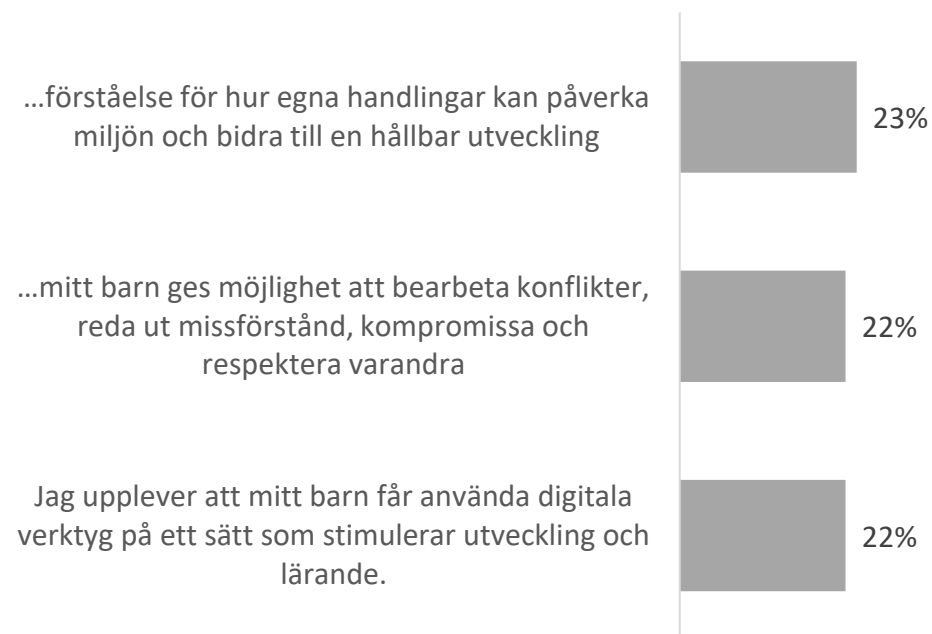 …förståelse för hur egna handlingar kan påverka
miljön och bidra till en hållbar utveckling
23%
…mitt barn ges möjlighet att bearbeta konflikter,
reda ut missförstånd, kompromissa och
respektera varandra
22%
Jag upplever att mitt barn får använda digitala
verktyg på ett sätt som stimulerar utveckling och
lärande.
22%